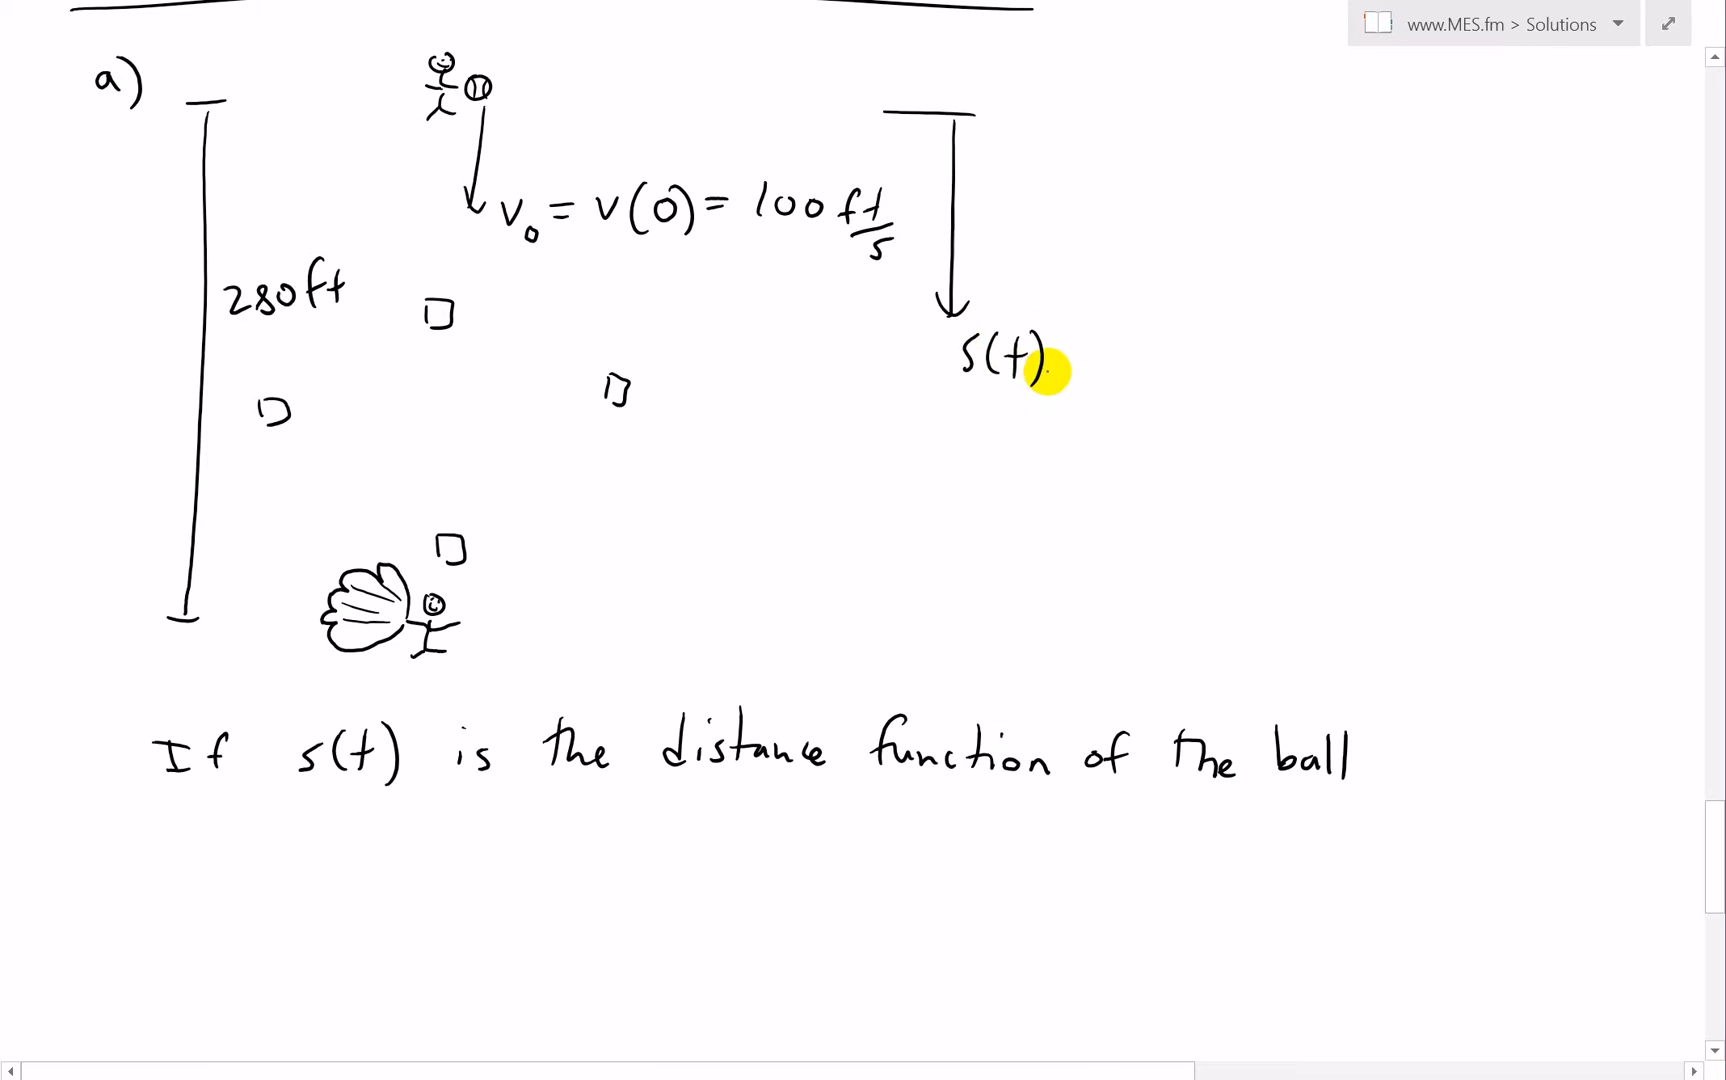 www.MES.fm > Solutions
a)
v₀ = v(0) = 100 ft/s
280 ft
s(t)
If s(t) is the distance function of the ball